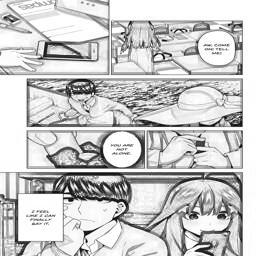 AW, COME
ON! TELL
ME!
YOU ARE
NOT
ALONE.
I FEEL
LIKE I CAN
FINALLY
SAY IT.